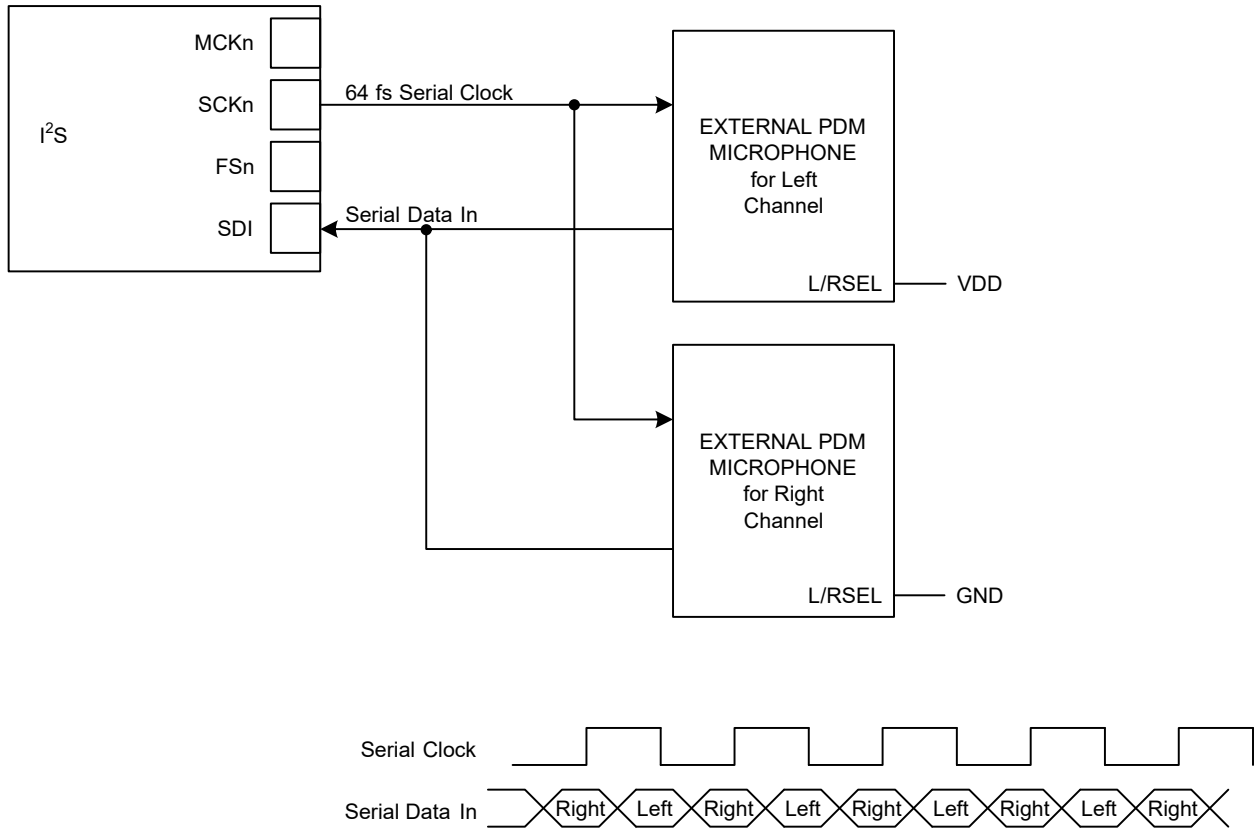 MCKn
SCKn
I²S
FSn
SDI
64 fs Serial Clock
Serial Data In
EXTERNAL PDM
MICROPHONE
for Left
Channel
L/RSEL
VDD
EXTERNAL PDM
MICROPHONE
for Right
Channel
L/RSEL
GND
Serial Clock
Serial Data In Right Left Right Left Right Left Right Left Right